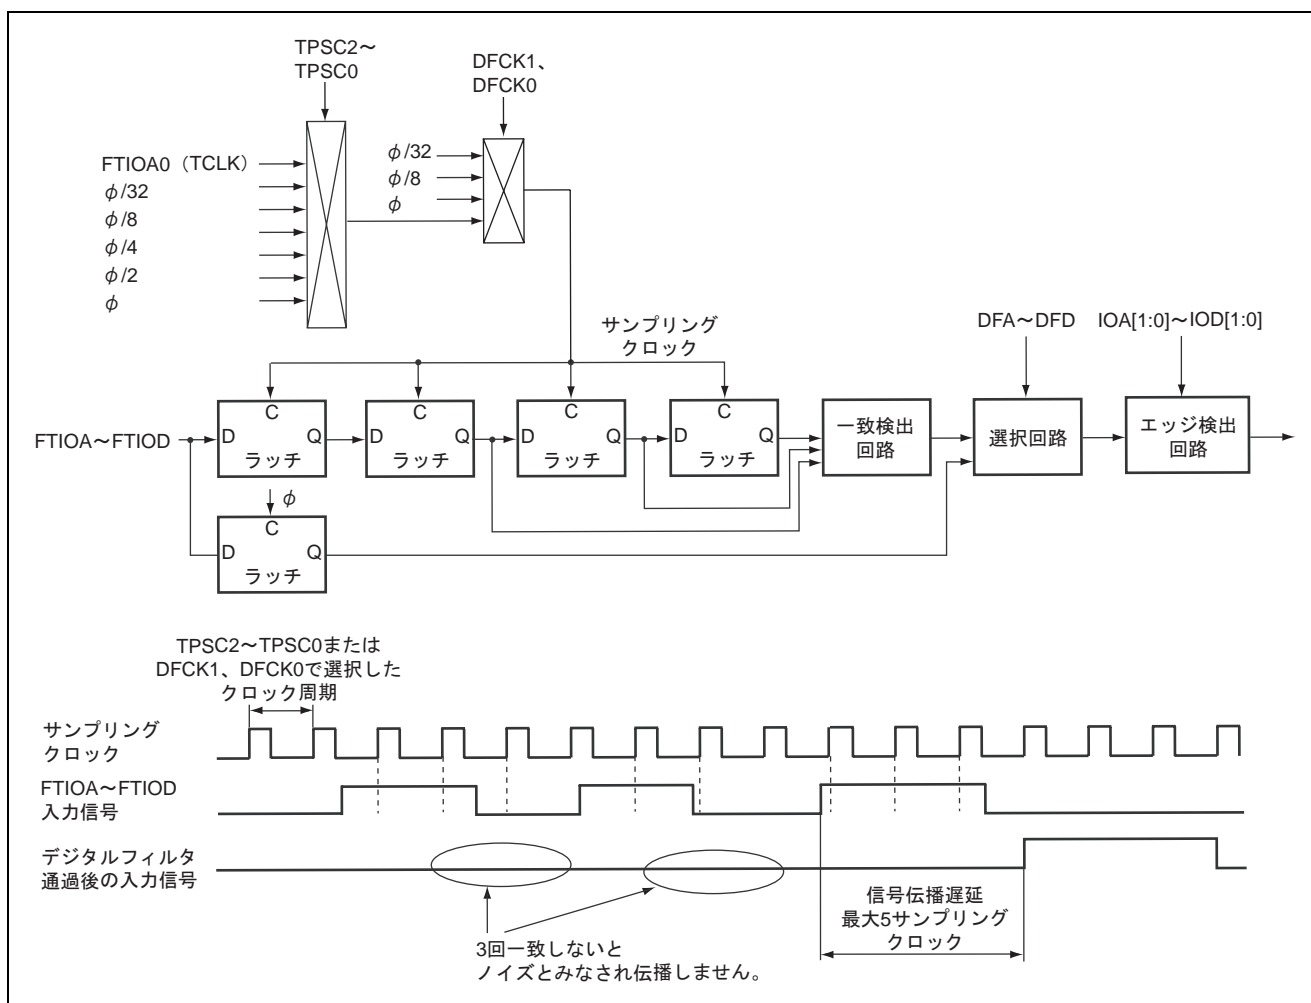 TPSC2～
TPSC0
DFCK1、
DFCK0
FTIOA0（TCLK）
φ/32
φ/8
φ/4
φ/2
φ
φ/32
φ/8
φ
サンプリング
クロック
DFA～DFD
IOA[1:0]～IOD[1:0]
FTIOA～FTIOD
C
D
Q
ラッチ
C
D
Q
ラッチ
C
D
Q
ラッチ
C
D
Q
ラッチ
一致検出
回路
選択回路
エッジ検出
回路
φ
C
D
Q
ラッチ
TPSC2～TPSC0または
DFCK1、DFCK0で選択した
クロック周期
サンプリング
クロック
FTIOA～FTIOD
入力信号
デジタルフィルタ
通過後の入力信号
信号伝播遅延
最大5サンプリング
クロック
3回一致しないと
ノイズとみなされ伝播しません。